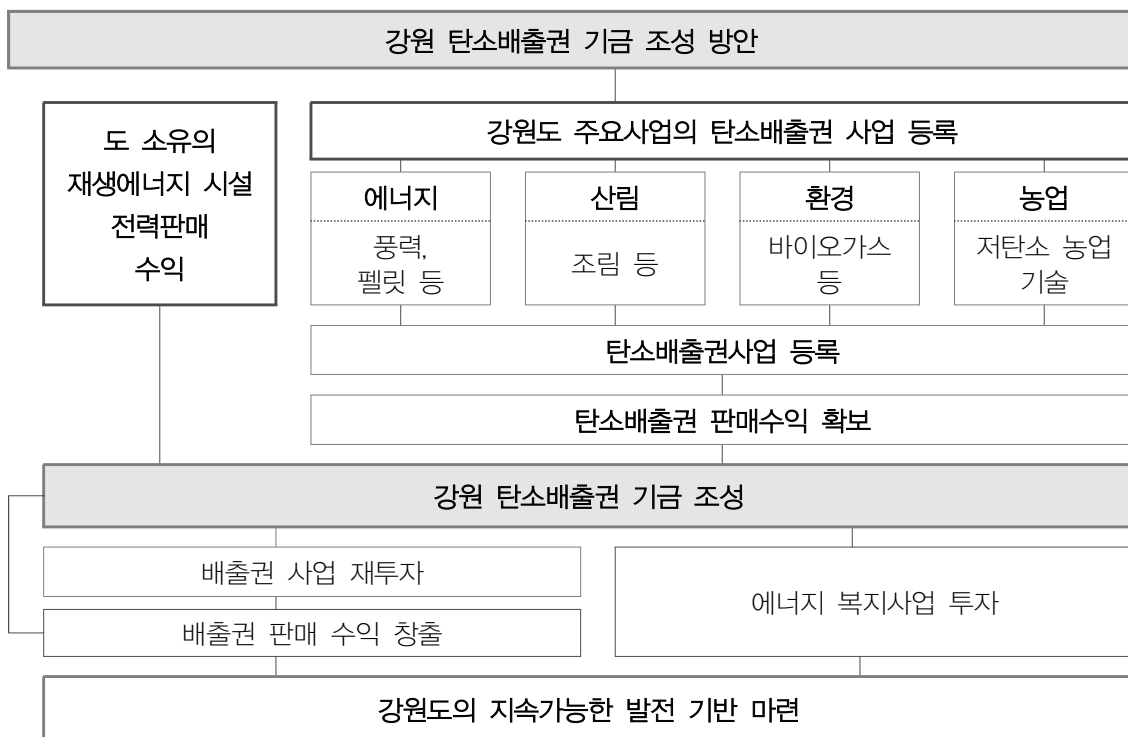 강원 탄소배출권 기금 조성 방안
도 소유의
재생에너지 시설
전력판매
수익
강원도 주요사업의 탄소배출권 사업 등록
에너지
풍력,
펠릿 등
산림
조림 등
환경
바이오가스
등
농업
저탄소 농업
기술
탄소배출권사업 등록
탄소배출권 판매수익 확보
강원 탄소배출권 기금 조성
배출권 사업 재투자
배출권 판매 수익 창출
에너지 복지사업 투자
강원도의 지속가능한 발전 기반 마련